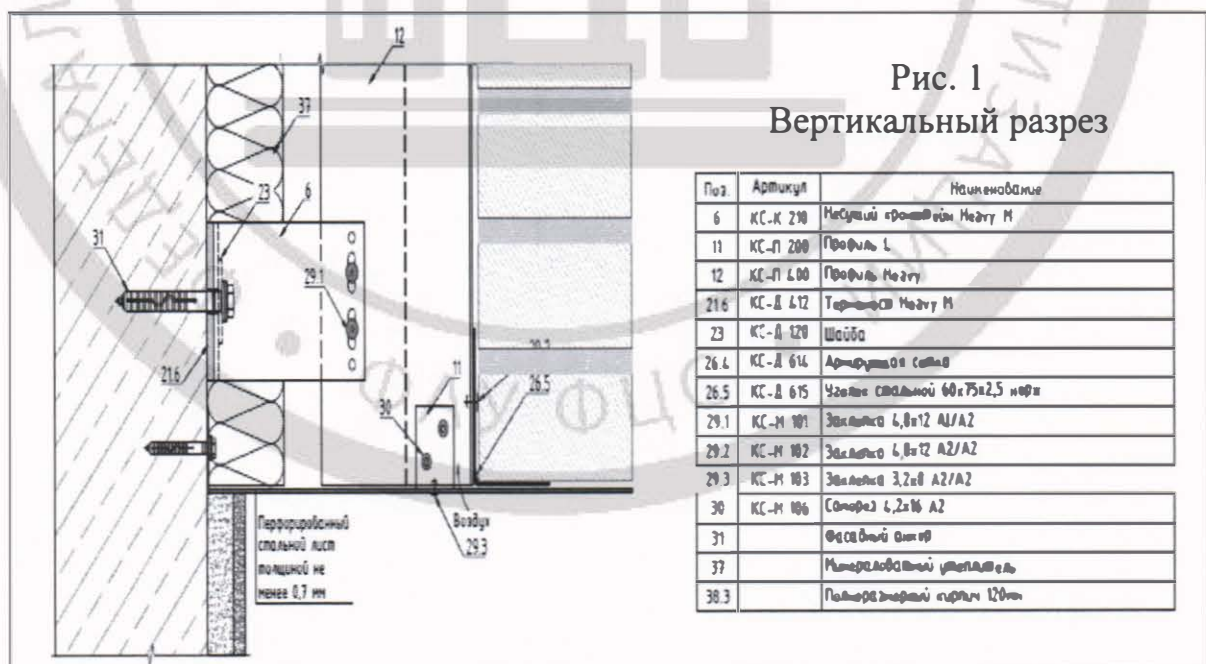 Рис. 1
Вертикальный разрез
12
37
23
6
31
29.1
21.6
11
26.5
30
Воздух
29.3
Перфорированный
стальной лист
толщиной не
менее 0,7 мм
Поз. Артикул Наименование
6 КС-К 210 Несущий кронштейн Heavy M
11 КС-П 200 Профиль L
12 КС-П 400 Профиль Heavy
21.6 КС-Д 412 Термомост Heavy M
23 КС-Д 120 Шайба
26.4 КС-Д 614 Армирующая сетка
26.5 КС-Д 615 Уголок стальной 60х75х2,5 нерж
29.1 КС-М 101 Заклепка 4,8х12 Al/A2
29.2 КС-М 102 Заклепка 4,8х12 A2/A2
29.3 КС-М 103 Заклепка 3,2х8 A2/A2
30 КС-М 106 Саморез 4,2х16 A2
31 Фасадный анкер
37 Минераловатный утеплитель
38.3 Полноразмерный кирпич 120мм
ФАУ ФЦС